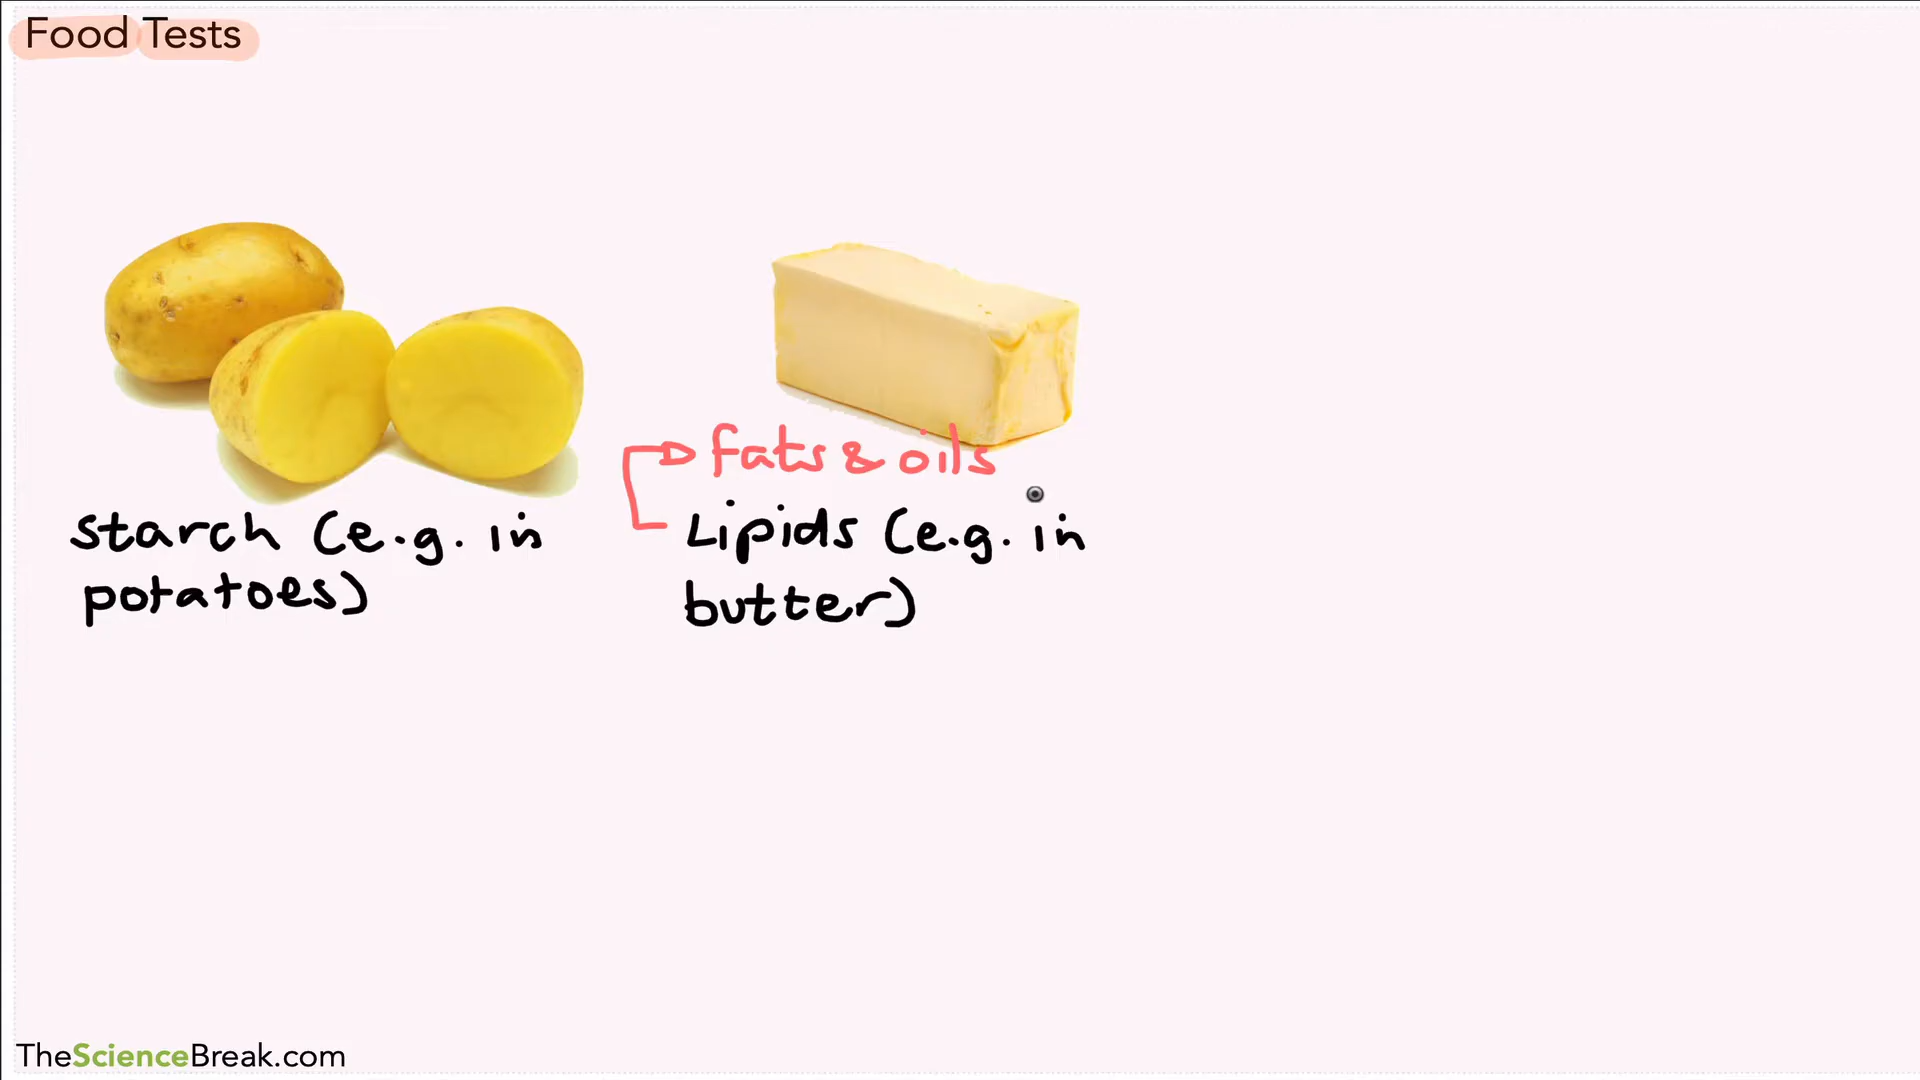 Food Tests
fats & oils
starch (e.g. in
potatoes)
Lipids (e.g. in
butter)
TheScienceBreak.com